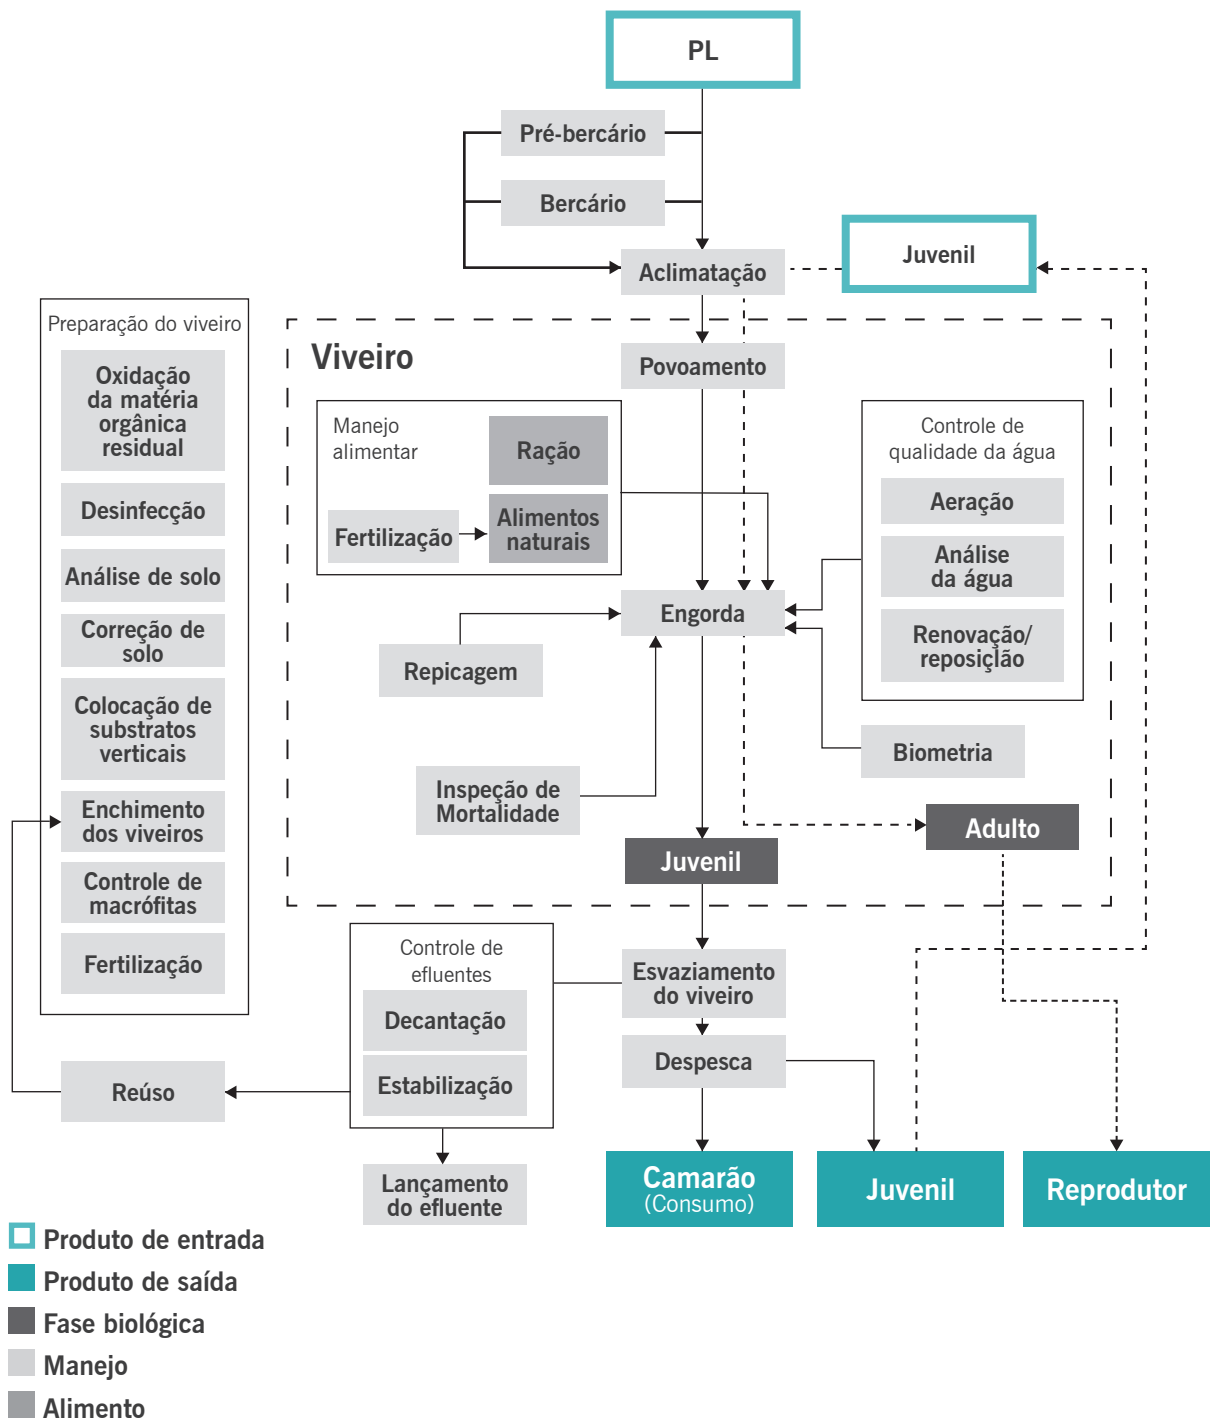 PL
Pré-bercário
Bercário
Juvenil
Aclimatação
Preparação do viveiro
Oxidação
da matéria
orgânica
residual
Desinfecção
Análise de solo
Correção de
solo
Colocação de
substratos
verticais
Enchimento
dos viveiros
Controle de
macrófitas
Fertilização
Reúso
Viveiro
Povoamento
Manejo
alimentar
Ração
Fertilização
Alimentos
naturais
Controle de
qualidade da água
Aeração
Análise
da água
Renovação/
reposiçlão
Engorda
Repicagem
Biometria
Inspeção de
Mortalidade
Adulto
Juvenil
Controle de
efluentes
Decantação
Estabilização
Esvaziamento
do viveiro
Despesca
Lançamento
do efluente
Camarão
(Consumo)
Juvenil
Reprodutor
Produto de entrada
Produto de saída
Fase biológica
Manejo
Alimento